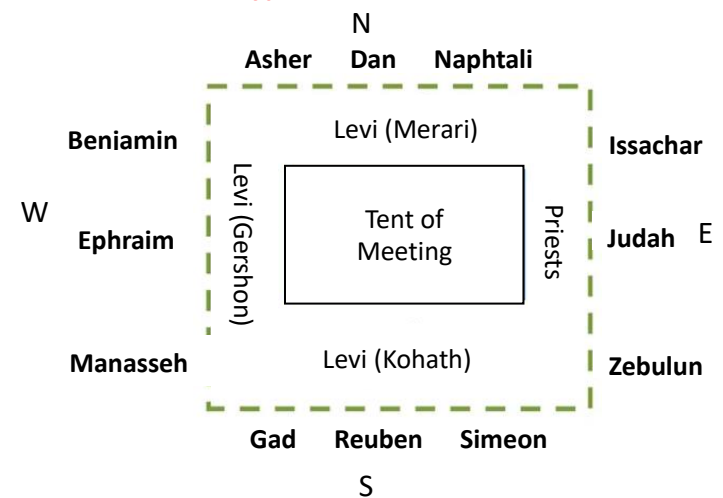 N
Asher Dan Naphtali
Benjamin
Levi (Merari)
Issachar
W
Levi (Gershon)
Tent of
Meeting
Priests
Ephraim
Judah
E
Manasseh
Levi (Kohath)
Zebulun
Gad Reuben Simeon
S